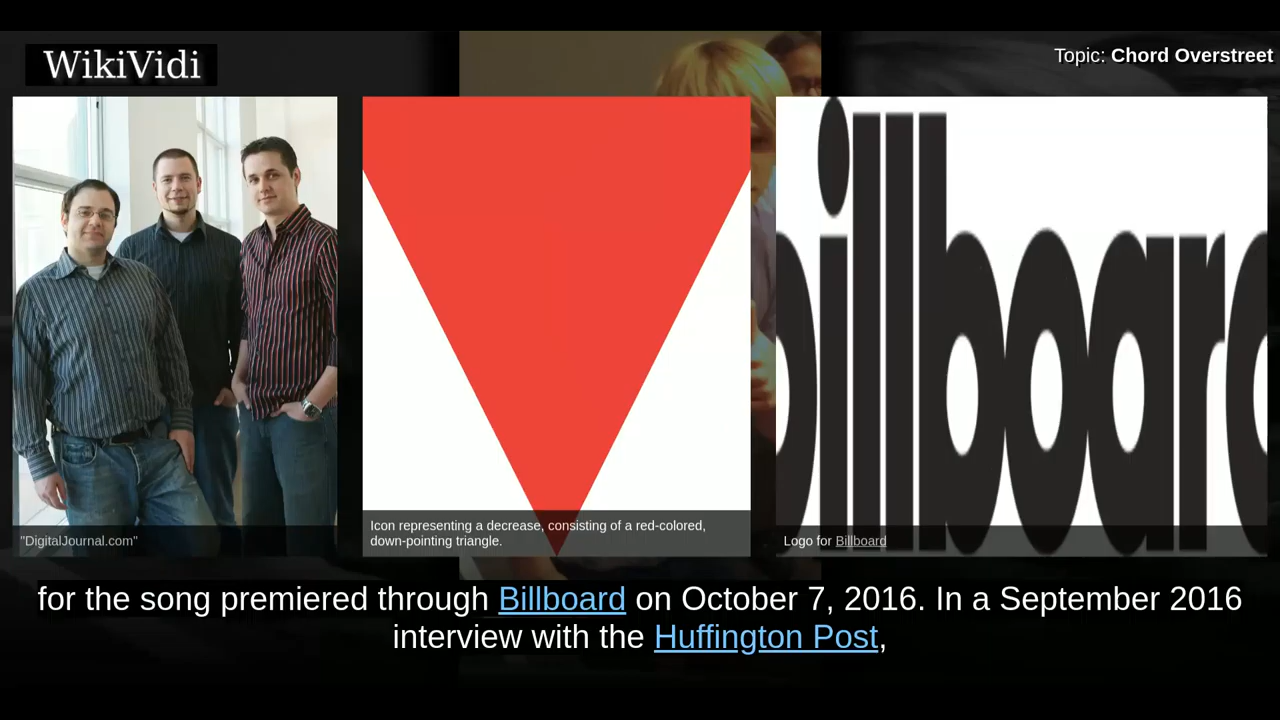 WikiVidi
Topic: Chord Overstreet
billboard
"DigitalJournal.com"
Icon representing a decrease, consisting of a red-colored,
down-pointing triangle.
Logo for Billboard
for the song premiered through Billboard on October 7, 2016. In a September 2016
interview with the Huffington Post,